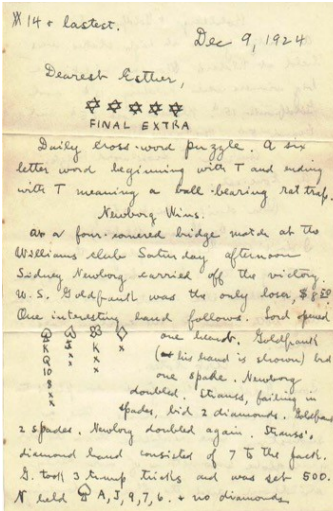 # 14 & lastest.
Dec 9, 1924
Dearest Esther,
FINAL EXTRA
Daily Cross-word puzzle. A six
letter word beginning with T and ending
with T meaning a ball-bearing rat trap.
Newborg Wins.
At a four-cornered bridge match at the
Williams club Saturday afternoon
Sidney Newborg carried off the victory.
W.S. Goldfrank was the only loser,
One interesting hand follows. Lord opened
♠ ♡ ♣ ♢
K J K x
Q x x
10 x x
8
x
x
one heart. Goldfrank
(his hand is shown) bid
one spade. Newborg
doubled. Strauss, failing in
spades, bid 2 diamonds. Goldfrank
2 spades. Newborg doubled again. Strauss's
diamond hand consisted of 7 to the jack.
G. took 3 trump tricks and was set 500.
N held ♠ A, J, 9, 7, 6. & no diamonds.